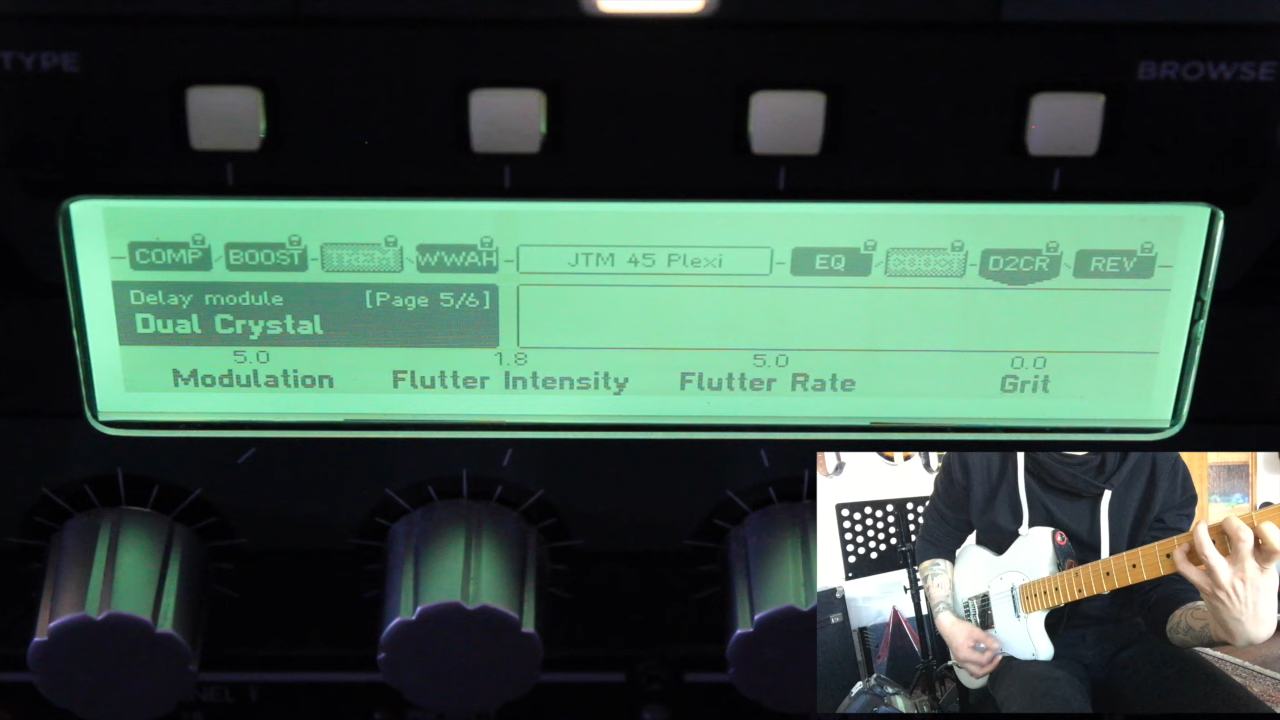 TYPE
BROWSE
COMP BOOST TREM WWAH JTM 45 Plexi EQ D2CR REV
Delay module [Page 5/6]
Dual Crystal
5.0 1.8 5.0 0.0
Modulation Flutter Intensity Flutter Rate Grit